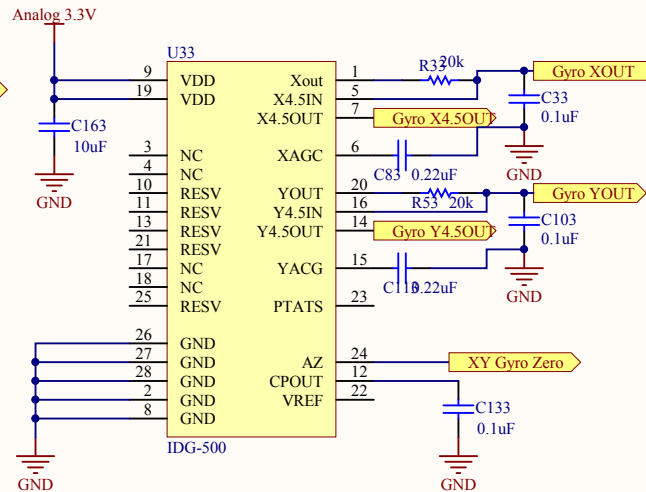 Analog 3.3V
U33
9 VDD
19 VDD
C163
10uF
GND
3 NC
4 NC
10 RESV
11 RESV
13 RESV
21 RESV
17 NC
18 NC
25 RESV
26 GND
27 GND
28 GND
2 GND
8 GND
GND
IDG-500
Xout 1
X4.5IN 5
X4.5OUT 7
XAGC 6
YOUT 20
Y4.5IN 16
Y4.5OUT 14
YACG 15
PTATS 23
AZ 24
CPOUT 12
VREF 22
R33 20k
Gyro XOUT
C33
0.1uF
GND
Gyro X4.5OUT
C83 0.22uF
R53 20k
Gyro YOUT
C103
0.1uF
GND
Gyro Y4.5OUT
C113 0.22uF
XY Gyro Zero
C133
0.1uF
GND